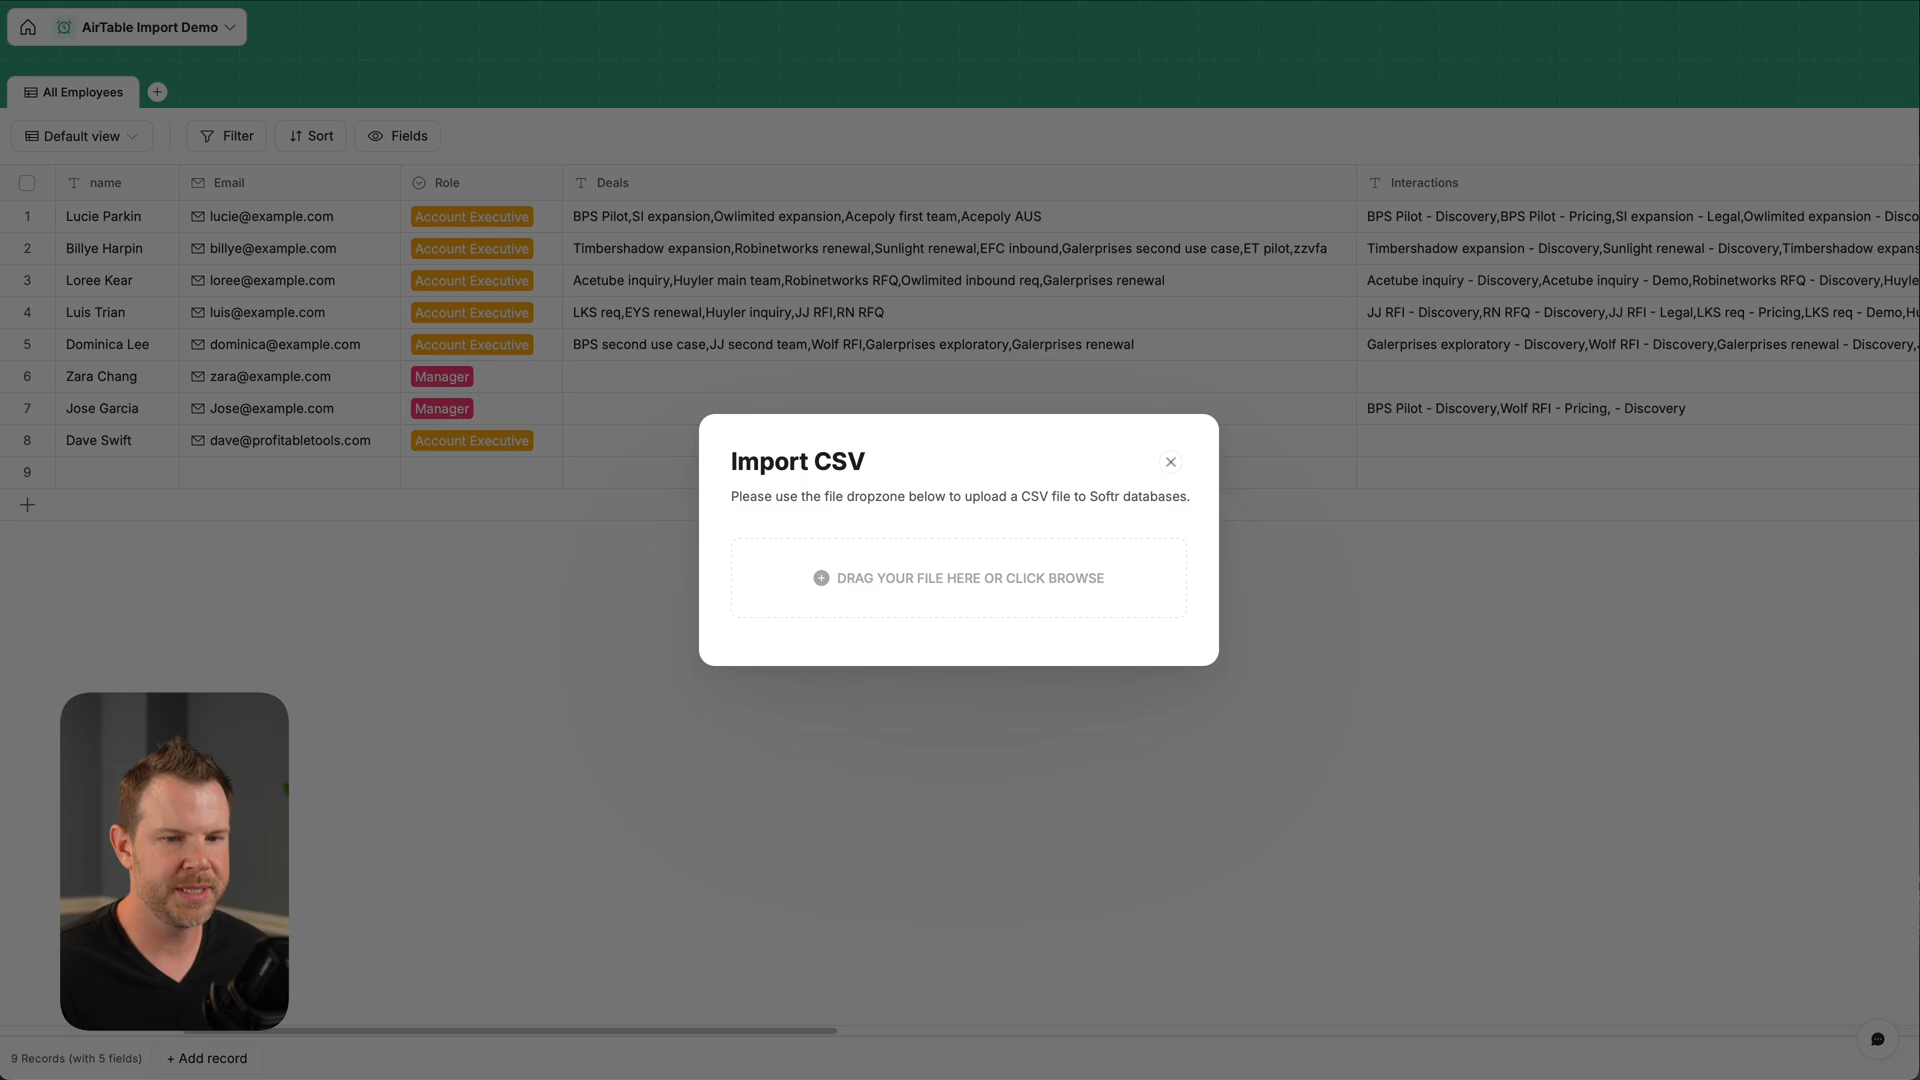 AirTable Import Demo
All Employees
Default view
Filter
Sort
Fields
name
Email
Role
Deals
Interactions
1
Lucie Parkin
lucie@example.com
Account Executive
BPS Pilot,SI expansion,Owlimited expansion,Acepoly first team,Acepoly AUS
BPS Pilot - Discovery,BPS Pilot - Pricing,SI expansion - Legal,Owlimited expansion - Disco
2
Billye Harpin
billye@example.com
Account Executive
Timbershadow expansion,Robinetworks renewal,Sunlight renewal,EFC inbound,Galerprises second use case,ET pilot,zzvfa
Timbershadow expansion - Discovery,Sunlight renewal - Discovery,Timbershadow expans
3
Loree Kear
loree@example.com
Account Executive
Acetube inquiry,Huyler main team,Robinetworks RFQ,Owlimited inbound req,Galerprises renewal
Acetube inquiry - Discovery,Acetube inquiry - Demo,Robinetworks RFQ - Discovery,Huyle
4
Luis Trian
luis@example.com
Account Executive
LKS req,EYS renewal,Huyler inquiry,JJ RFI,RN RFQ
JJ RFI - Discovery,RN RFQ - Discovery,JJ RFI - Legal,LKS req - Pricing,LKS req - Demo,Hu
5
Dominica Lee
dominica@example.com
Account Executive
BPS second use case,JJ second team,Wolf RFI,Galerprises exploratory,Galerprises renewal
Galerprises exploratory - Discovery,Wolf RFI - Discovery,Galerprises renewal - Discovery,
6
Zara Chang
zara@example.com
Manager
7
Jose Garcia
Jose@example.com
Manager
BPS Pilot - Discovery,Wolf RFI - Pricing, - Discovery
8
Dave Swift
dave@profitabletools.com
Account Executive
9
Import CSV
Please use the file dropzone below to upload a CSV file to Softr databases.
DRAG YOUR FILE HERE OR CLICK BROWSE
9 Records (with 5 fields)
+ Add record